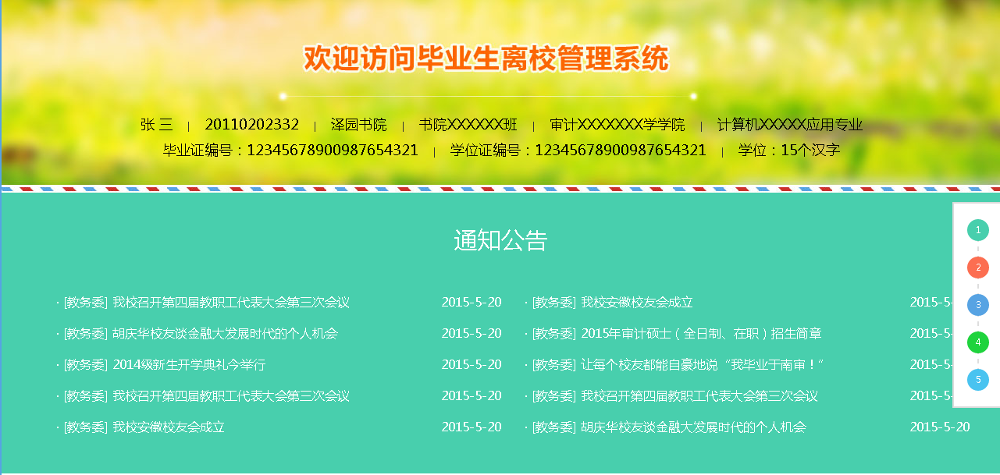 欢迎访问毕业生离校管理系统
张 三 | 20110202332 | 泽园书院 | 书院XXXXXX班 | 审计XXXXXXX学学院 | 计算机XXXXX应用专业
毕业证编号：12345678900987654321 | 学位证编号：12345678900987654321 | 学位：15个汉字
通知公告
· [教务委] 我校召开第四届教职工代表大会第三次会议 2015-5-20
· [教务委] 胡庆华校友谈金融大发展时代的个人机会 2015-5-20
· [教务委] 2014级新生开学典礼今举行 2015-5-20
· [教务委] 我校召开第四届教职工代表大会第三次会议 2015-5-20
· [教务委] 我校安徽校友会成立 2015-5-20
· [教务委] 我校安徽校友会成立 2015-5-
· [教务委] 2015年审计硕士（全日制、在职）招生简章 2015-5-
· [教务委] 让每个校友都能自豪地说“我毕业于南审！” 2015-5-
· [教务委] 我校召开第四届教职工代表大会第三次会议 2015-5-
· [教务委] 胡庆华校友谈金融大发展时代的个人机会 2015-5-20
1
2
3
4
5